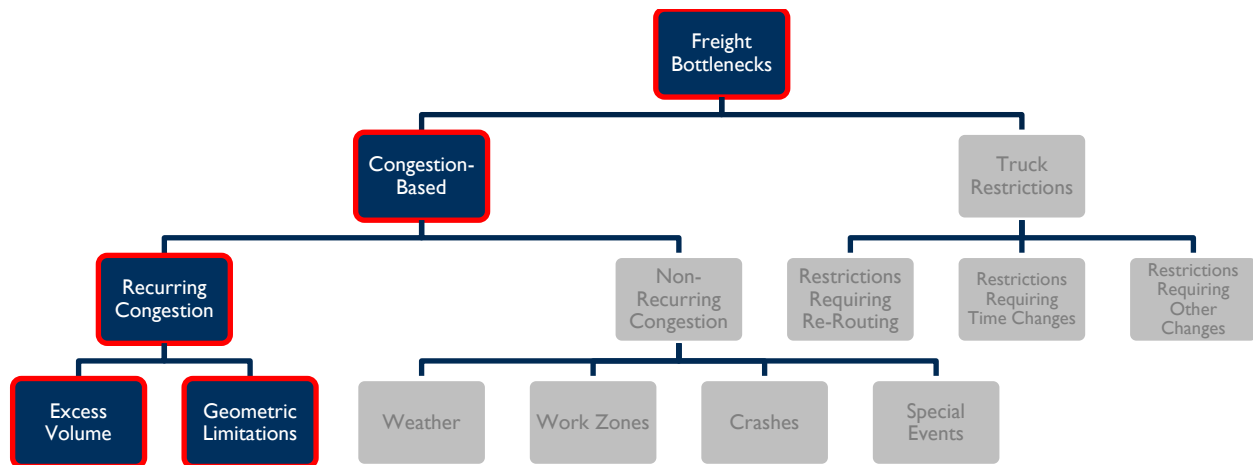 Freight
Bottlenecks
Congestion-
Based
Truck
Restrictions
Recurring
Congestion
Non-
Recurring
Congestion
Restrictions
Requiring
Re-Routing
Restrictions
Requiring
Time Changes
Restrictions
Requiring
Other
Changes
Excess
Volume
Geometric
Limitations
Weather
Work Zones
Crashes
Special
Events